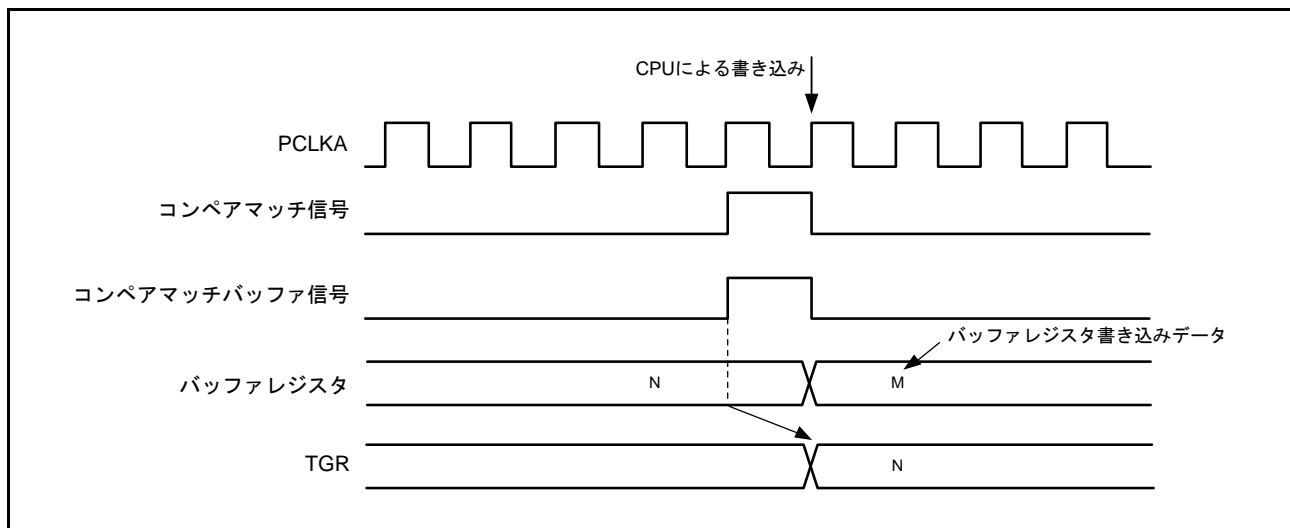 CPUによる書き込み
PCLKA
コンペアマッチ信号
コンペアマッチバッファ信号
バッファレジスタ書き込みデータ
バッファレジスタ
N
M
TGR
N